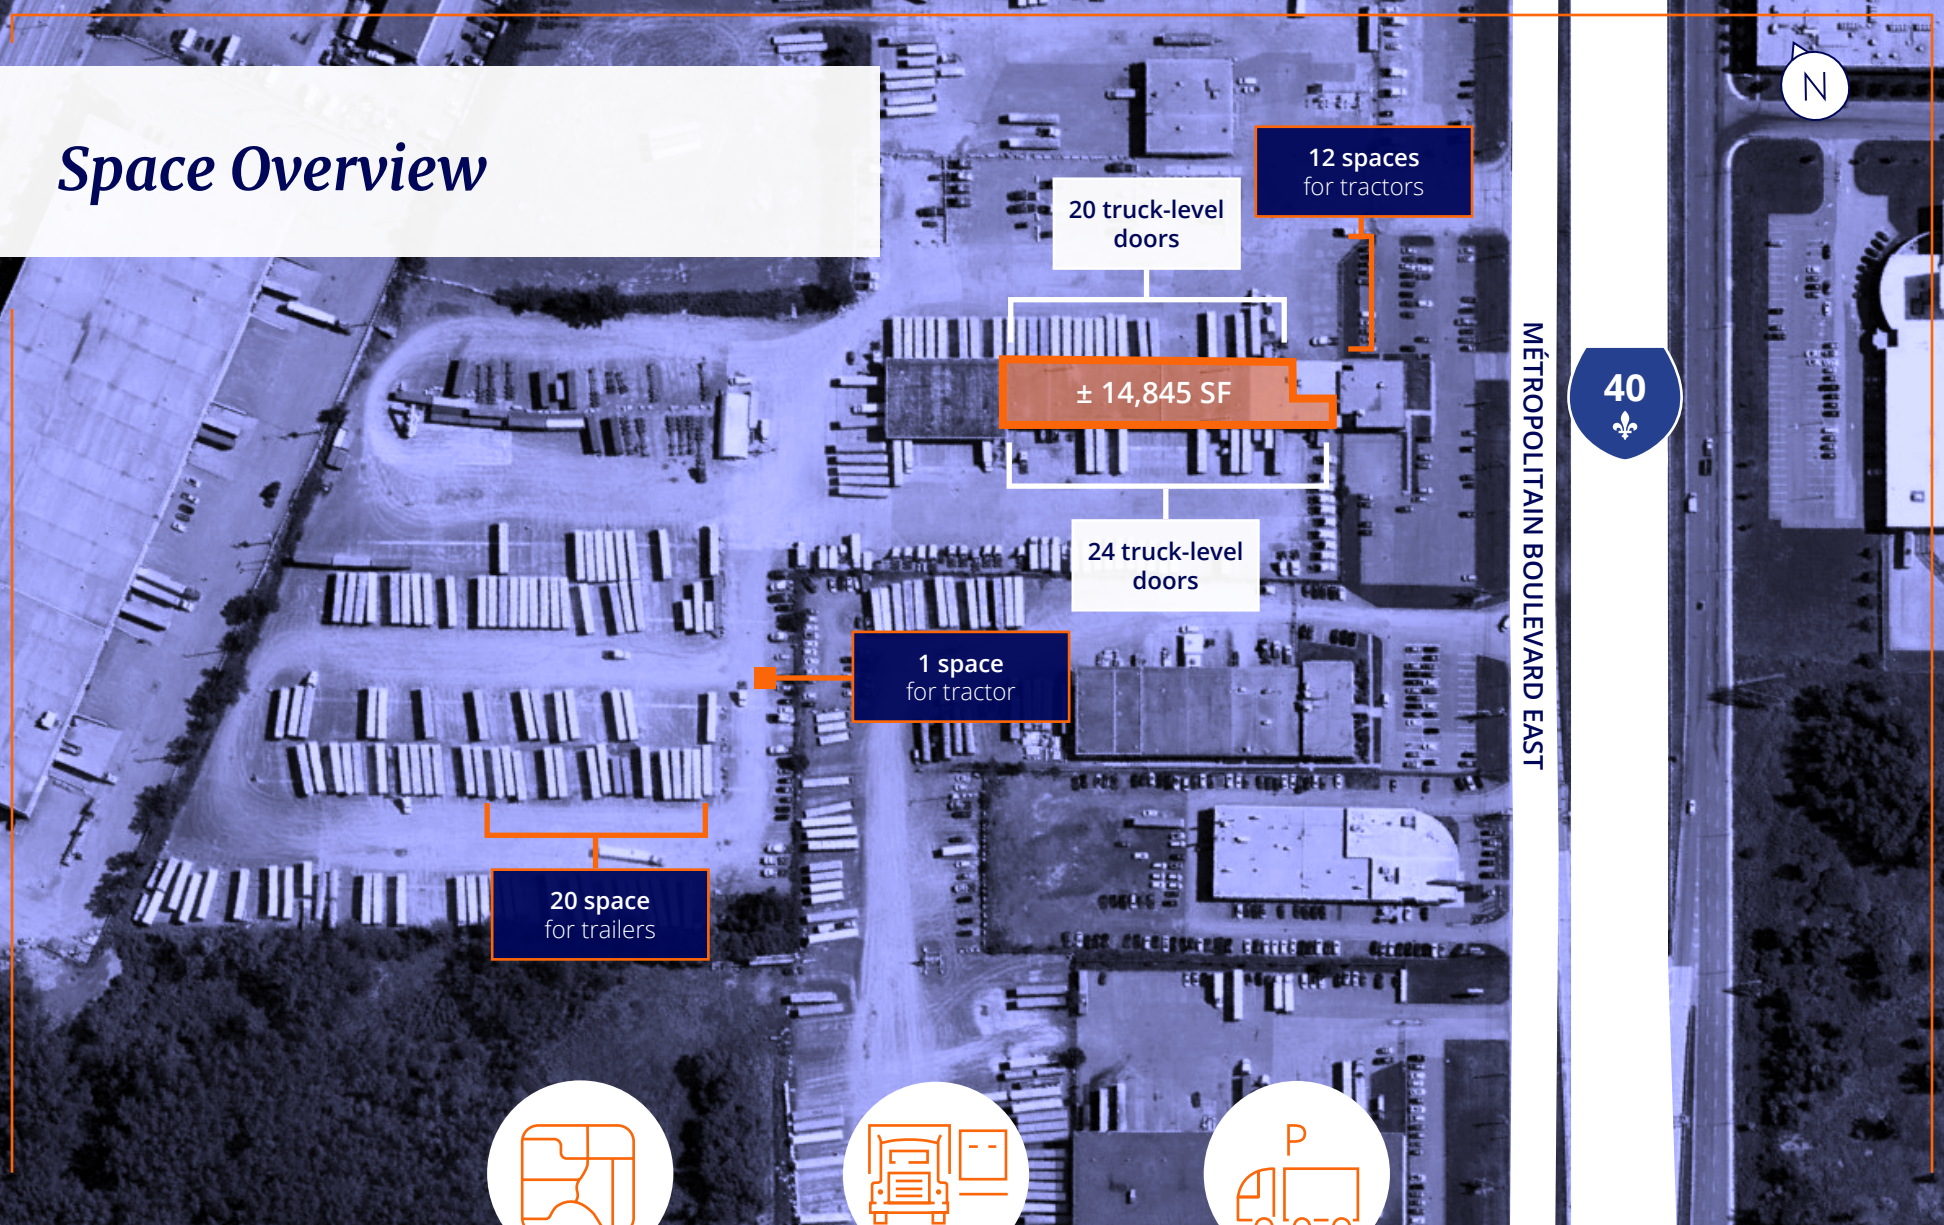 Space Overview
N
12 spaces
for tractors
20 truck-level
doors
± 14,845 SF
40
MÉTROPOLITAIN BOULEVARD EAST
24 truck-level
doors
1 space
for tractor
20 space
for trailers
P